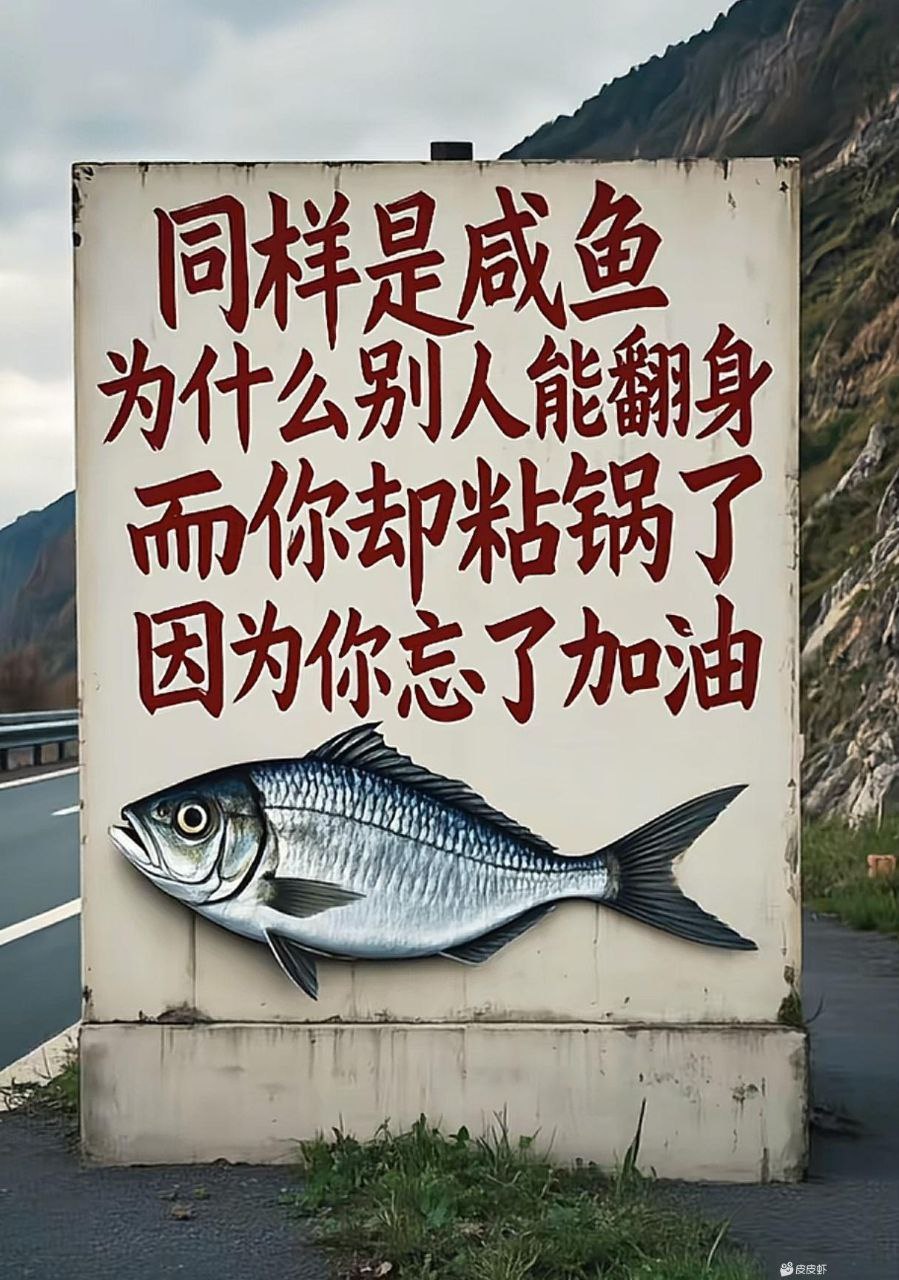 同样是咸鱼
为什么别人能翻身
而你却粘锅了
因为你忘了加油
皮皮虾